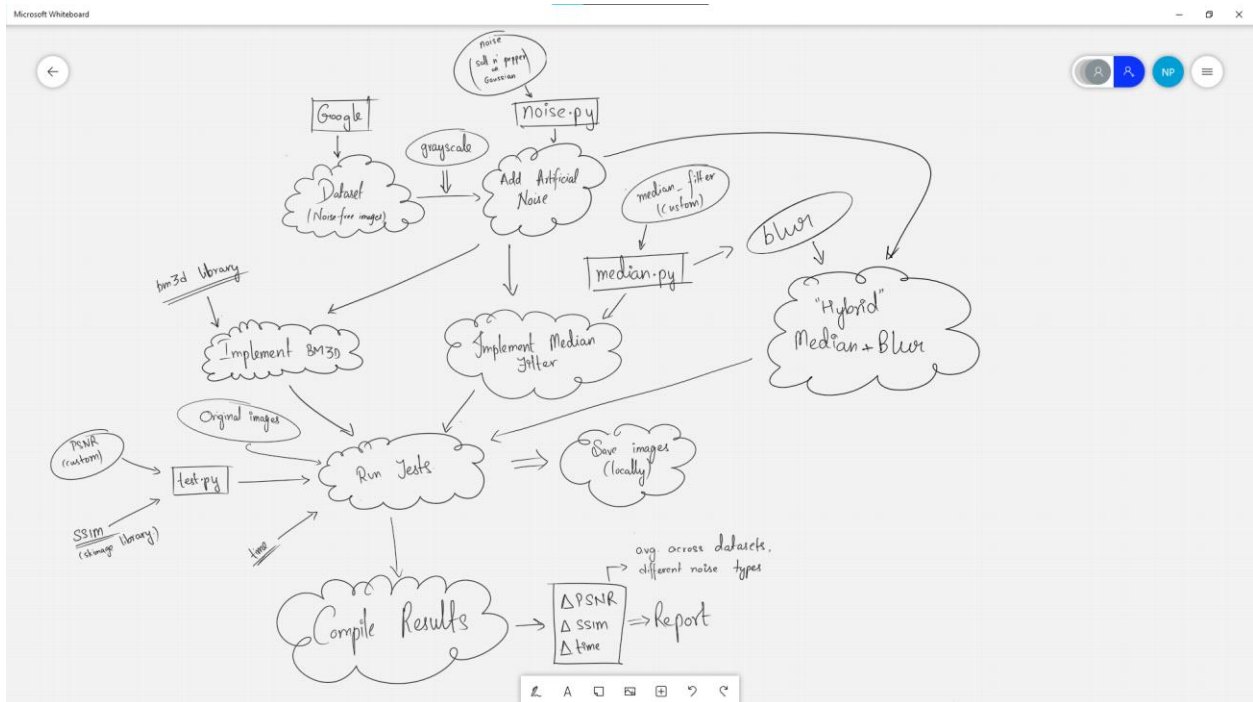 Microsoft Whiteboard
NP
noise
(salt n' pepper
or
Gaussian)
Google
noise.py
grayscale
Dataset
(Noise-free images)
Add Artificial
Noise
median_filter
(custom)
blur
median.py
bm3d library
"Hybrid"
Median + Blur
Implement BM3D
Implement Median
Filter
Original images
PSNR
(custom)
test.py
Run Tests
Save images
(locally)
SSIM
(skimage library)
time
avg. across datasets,
different noise types
Compile Results
Δ PSNR
Δ SSIM
Δ time
⇒ Report
A